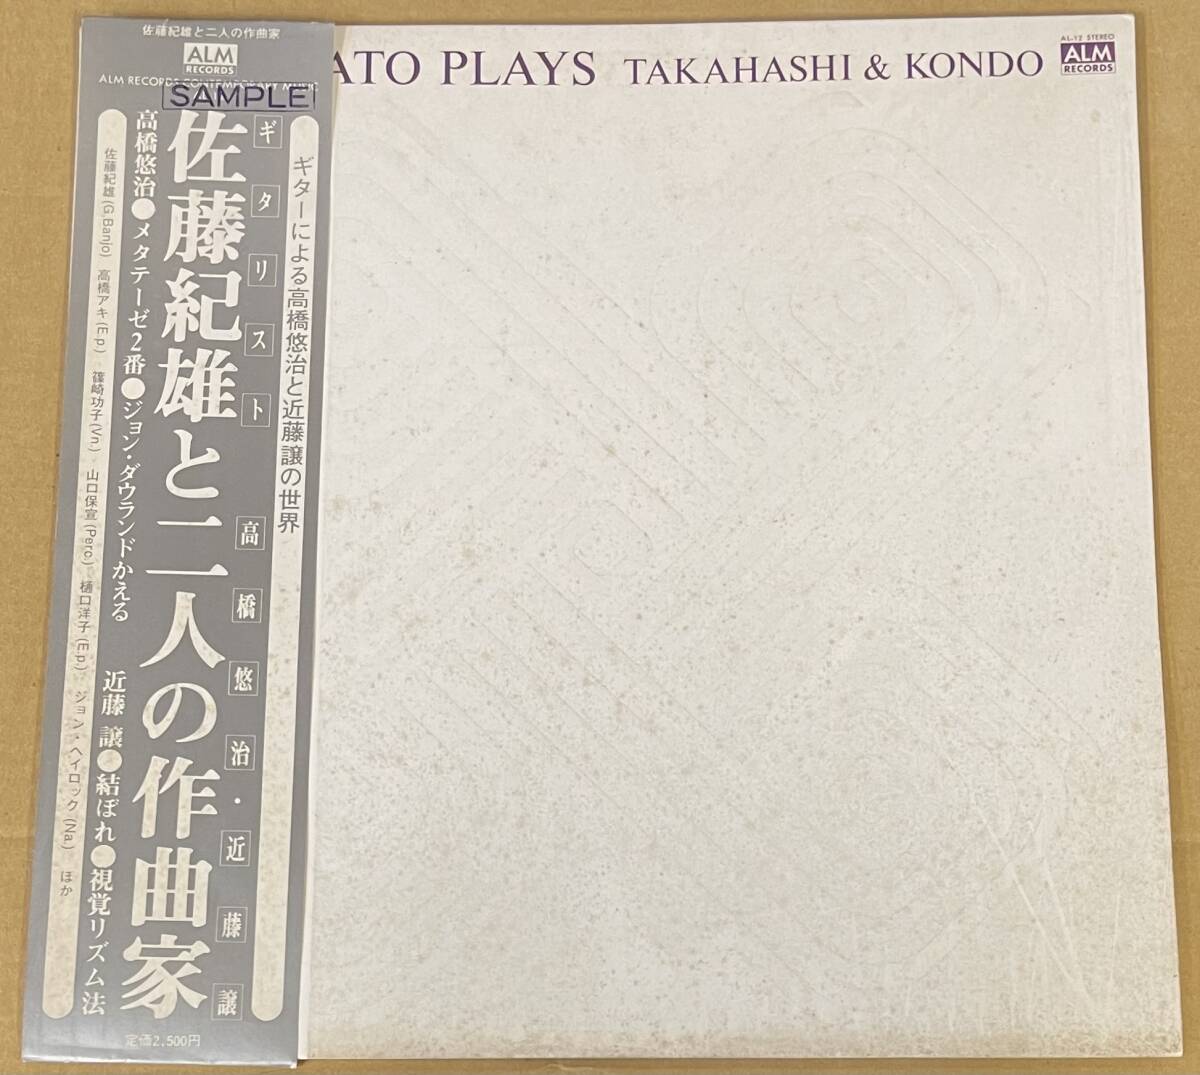 佐藤紀雄と二人の作曲家
ALM
RECORDS
ALM RECORDS CONTEMPORARY MUSIC
SAMPLE
ATO PLAYS TAKAHASHI & KONDO
AL-12 STEREO
ALM
RECORDS
ギターによる高橋悠治と近藤譲の世界
ギタリスト 高橋悠治・近藤譲
佐藤紀雄と二人の作曲家
高橋悠治●メタテーゼ2番●ジョン・ダウランドかえる 近藤 譲●結ぽれ●視覚リズム法
佐藤紀雄(G.Banjo) 高橋アキ(E.p) 篠崎功子(Vn.) 山口保宣(Perc.) 樋口洋子(E.p) ジョン・ヘイロック(Na) ほか
定価2,500円